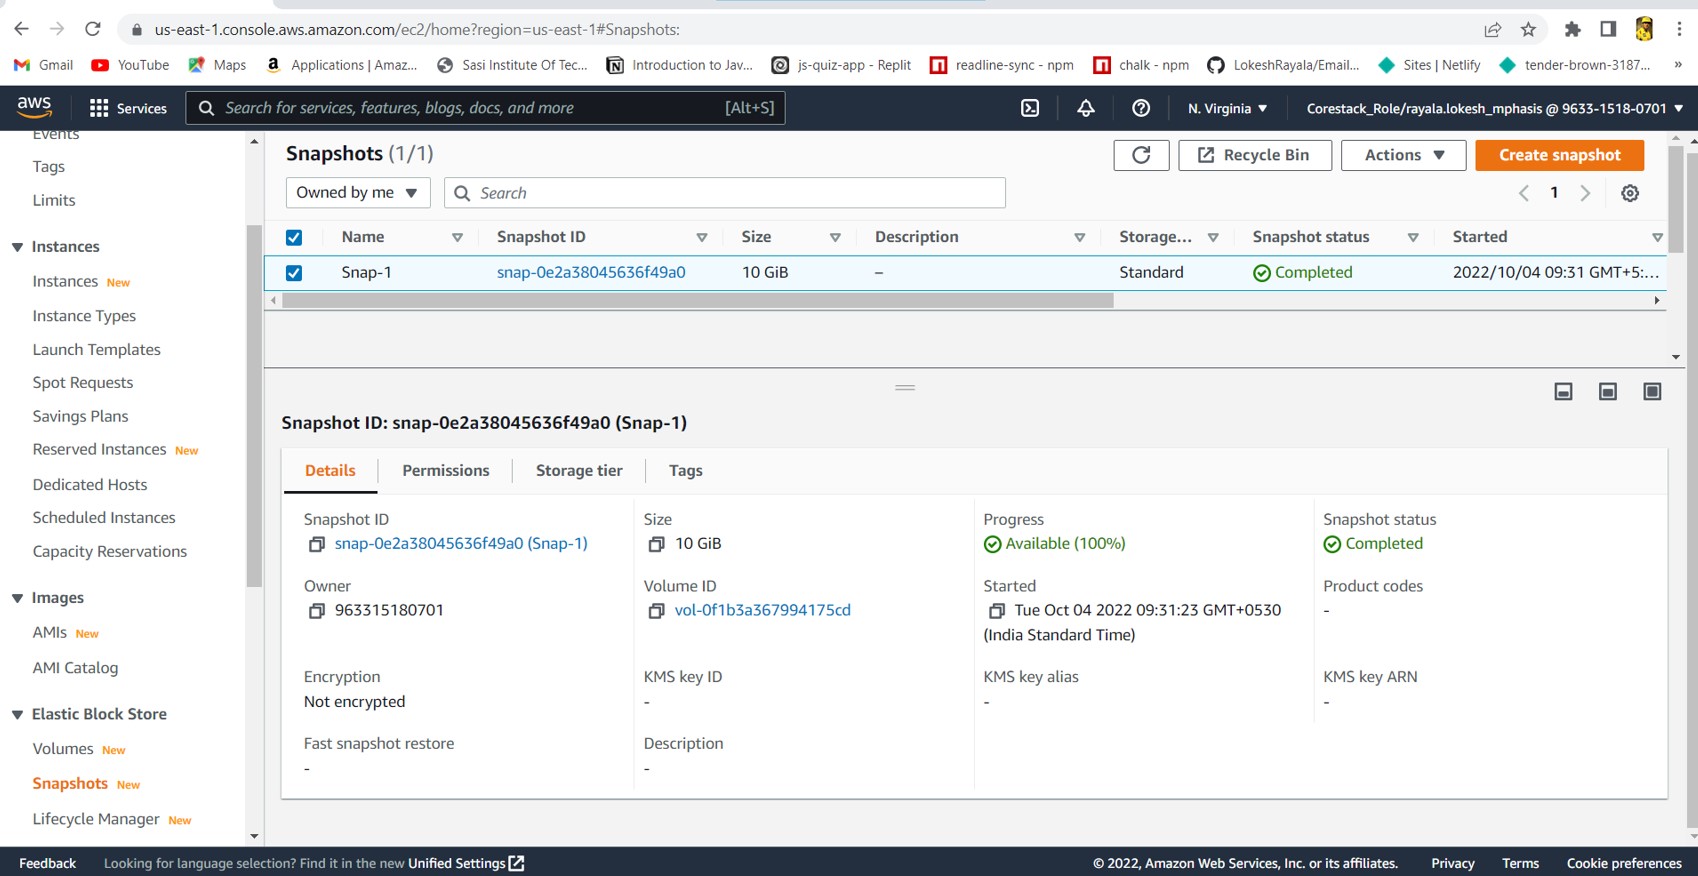 us-east-1.console.aws.amazon.com/ec2/home?region=us-east-1#Snapshots:
Gmail YouTube Maps Applications | Amaz... Sasi Institute Of Tec... Introduction to Jav... js-quiz-app - Replit readline-sync - npm chalk - npm LokeshRayala/Email... Sites | Netlify tender-brown-3187... »
aws Services Search for services, features, blogs, docs, and more [Alt+S] N. Virginia Corestack_Role/rayala.lokesh_mphasis @ 9633-1518-0701
Events
Tags
Limits
Instances
Instances New
Instance Types
Launch Templates
Spot Requests
Savings Plans
Reserved Instances New
Dedicated Hosts
Scheduled Instances
Capacity Reservations
Images
AMIs New
AMI Catalog
Elastic Block Store
Volumes New
Snapshots New
Lifecycle Manager New
Snapshots (1/1)
Recycle Bin Actions Create snapshot
Owned by me Search 1
Name Snapshot ID Size Description Storage... Snapshot status Started
Snap-1 snap-0e2a38045636f49a0 10 GiB – Standard Completed 2022/10/04 09:31 GMT+5:...
Snapshot ID: snap-0e2a38045636f49a0 (Snap-1)
Details Permissions Storage tier Tags
Snapshot ID Size Progress Snapshot status
snap-0e2a38045636f49a0 (Snap-1) 10 GiB Available (100%) Completed
Owner Volume ID Started Product codes
963315180701 vol-0f1b3a367994175cd Tue Oct 04 2022 09:31:23 GMT+0530 -
(India Standard Time)
Encryption KMS key ID KMS key alias KMS key ARN
Not encrypted - - -
Fast snapshot restore Description
- -
Feedback Looking for language selection? Find it in the new Unified Settings © 2022, Amazon Web Services, Inc. or its affiliates. Privacy Terms Cookie preferences